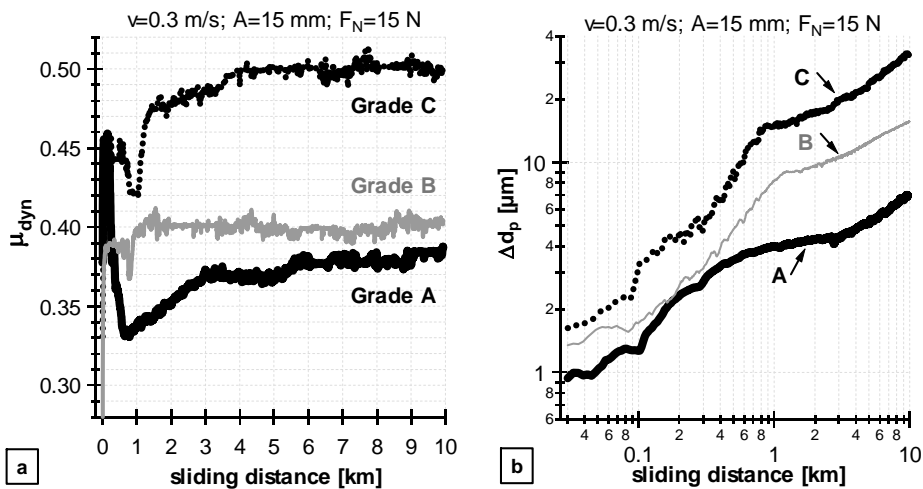 v=0.3 m/s; A=15 mm; F_N=15 N
0.50
0.45
0.40
0.35
0.30
μ_dyn
Grade C
Grade B
Grade A
0 1 2 3 4 5 6 7 8 9 10
sliding distance [km]
a
v=0.3 m/s; A=15 mm; F_N=15 N
4
2
10
8
6
4
2
1
8
6
Δd_p [μm]
C
B
A
4 6 8 0.1 2 4 6 8 1 2 4 6 8 10
sliding distance [km]
b